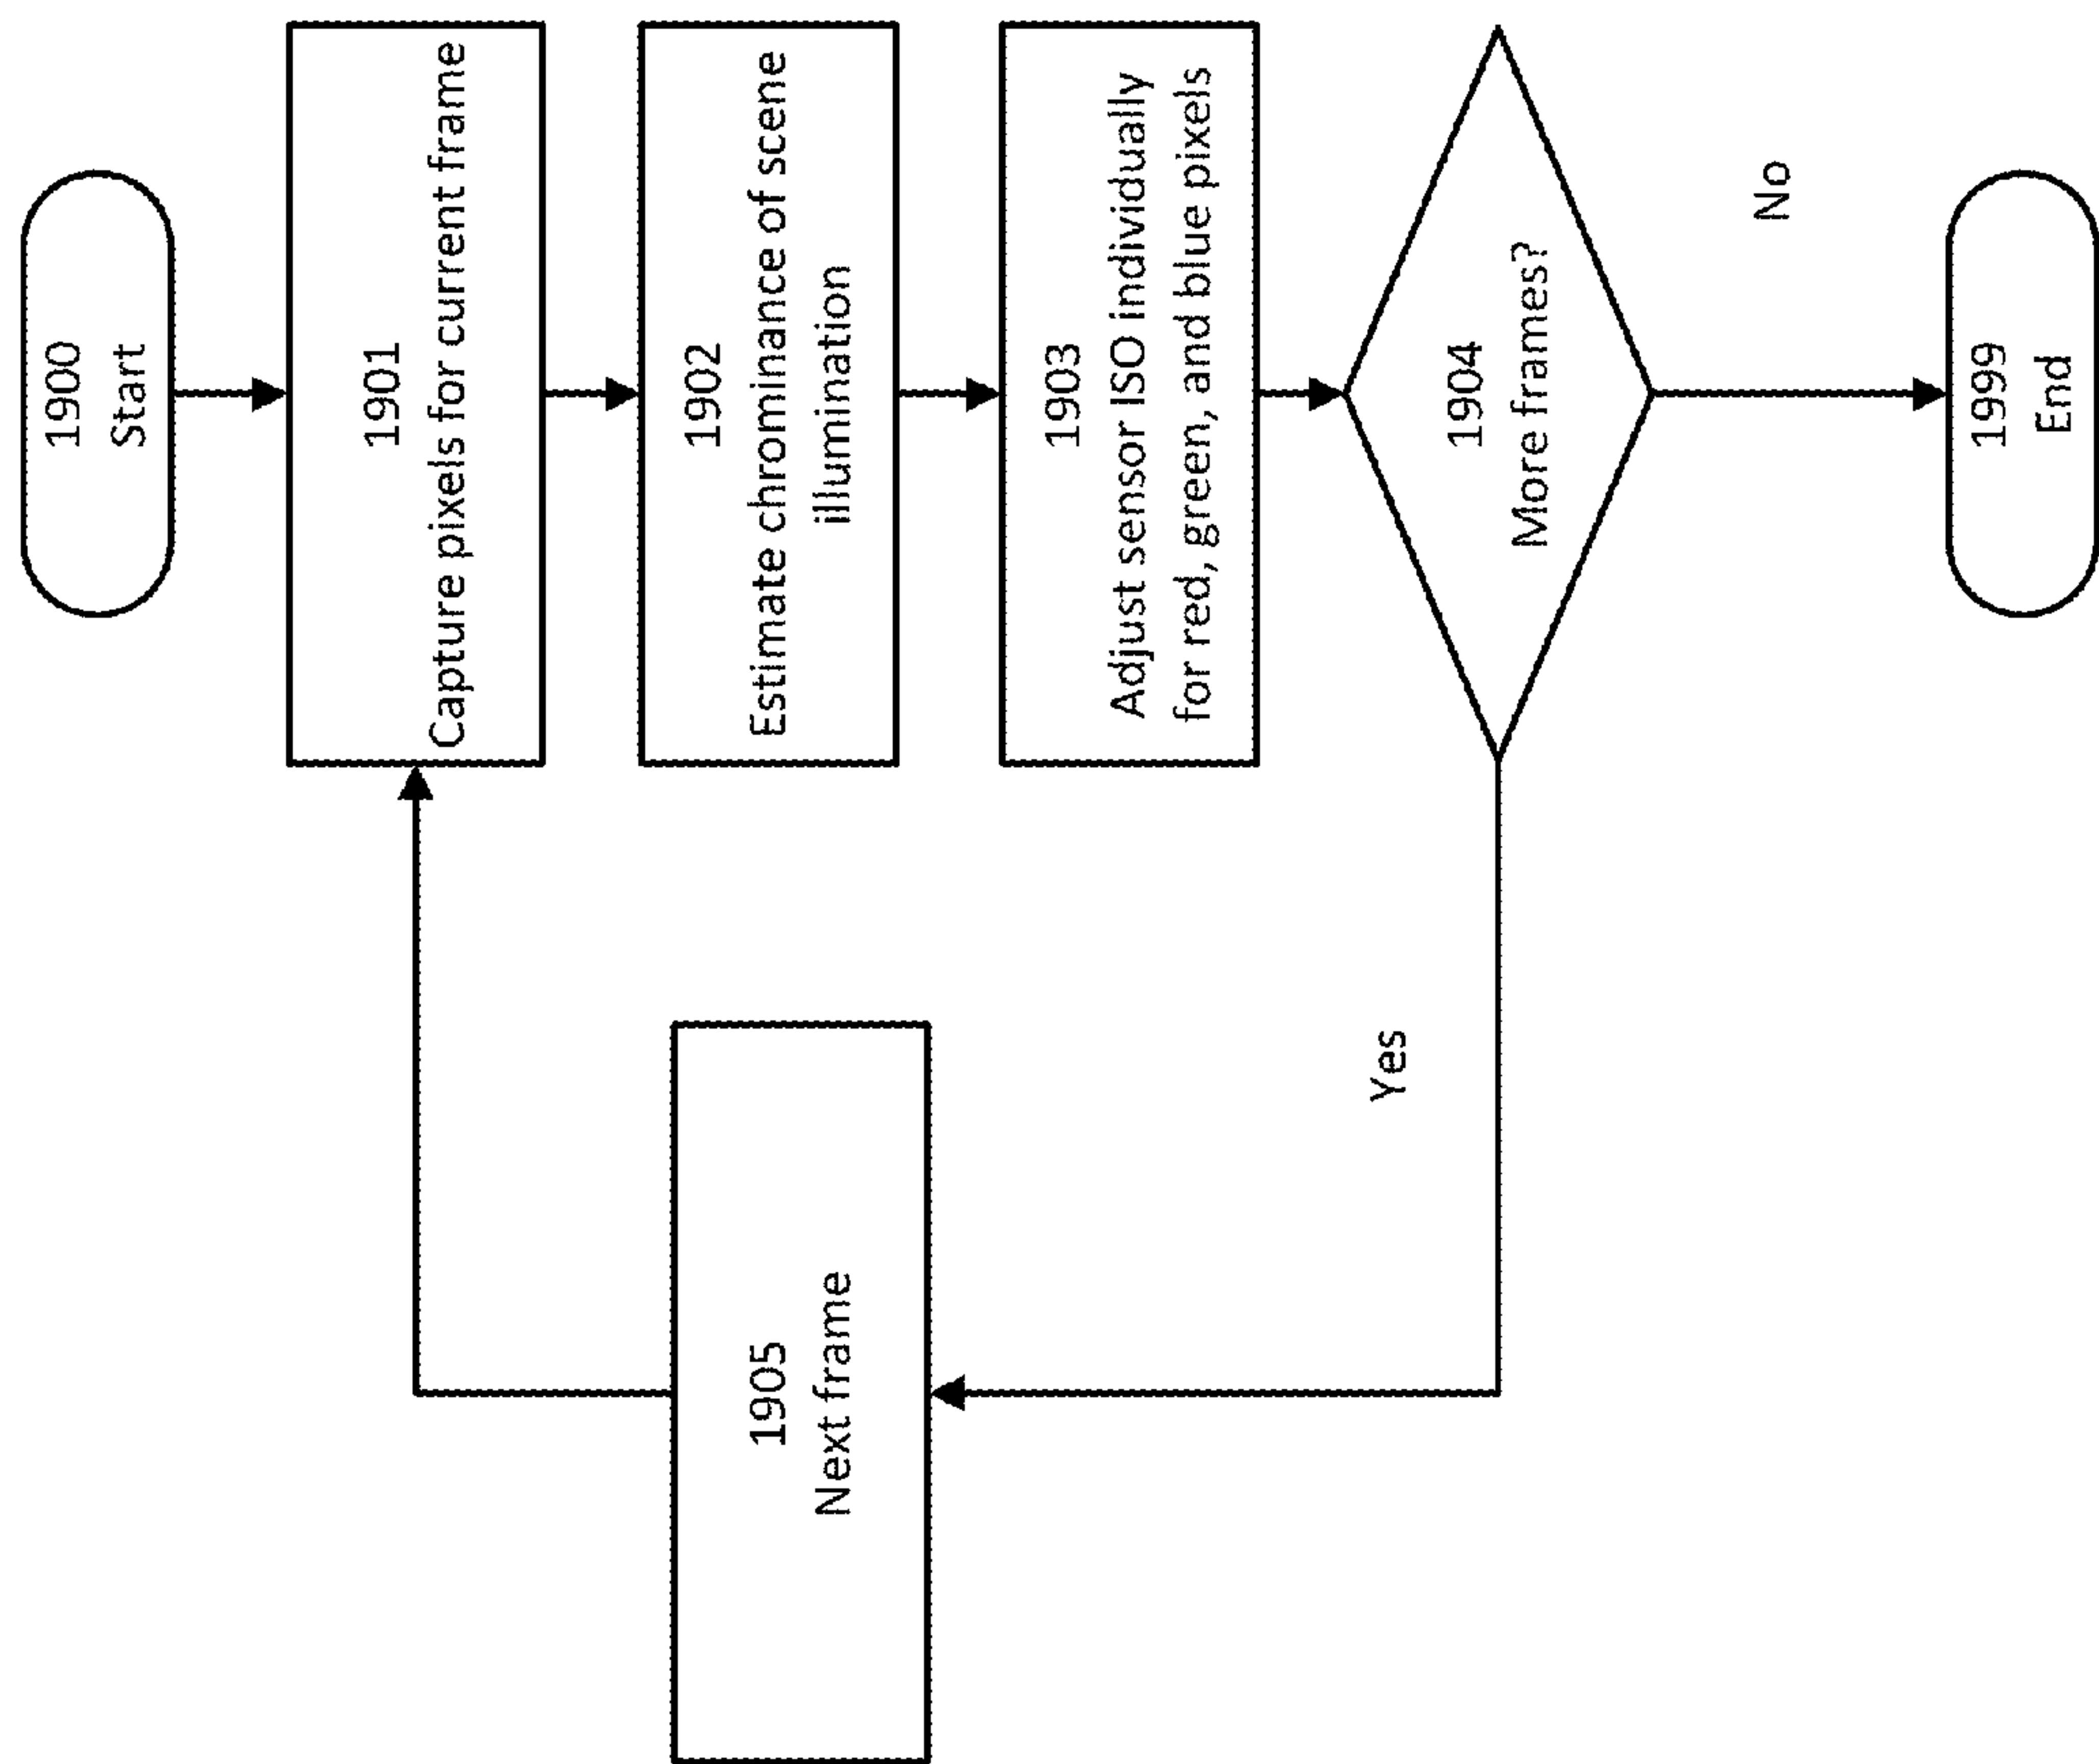 1900
Start
1901
Capture pixels for current frame
1902
Estimate chrominance of scene
illumination
1903
Adjust sensor ISO individually
for red, green, and blue pixels
1904
More frames?
Yes
No
1905
Next frame
1999
End